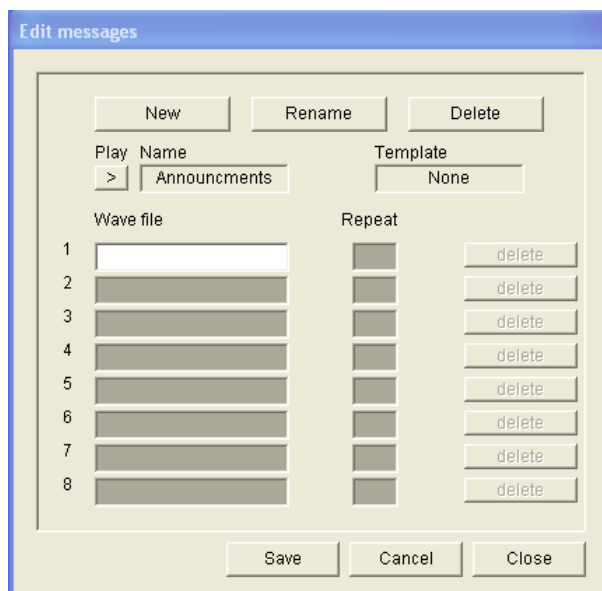 Edit messages
New Rename Delete
Play Name Template
> Announcments None
Wave file Repeat
1 delete
2 delete
3 delete
4 delete
5 delete
6 delete
7 delete
8 delete
Save Cancel Close